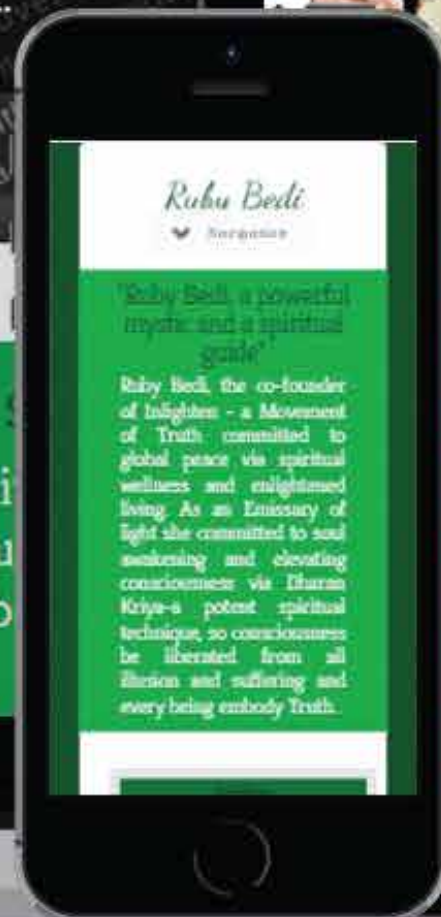 Ruby Bedi
"Ruby Bedi, a powerful
mystic and a spiritual
guide"
Ruby Bedi, the co-founder
of Inlighten - a Movement
of Truth committed to
global peace via spiritual
wellness and enlightened
living. As an Emissary of
light she committed to soul
awakening and elevating
consciousness via Dharan
Kriya-a potent spiritual
technique, so consciousness
be liberated from all
illusion and suffering and
every being embody Truth.